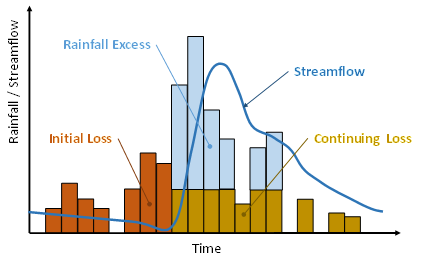 Rainfall Excess
Streamflow
Initial Loss
Continuing Loss
Rainfall / Streamflow
Time